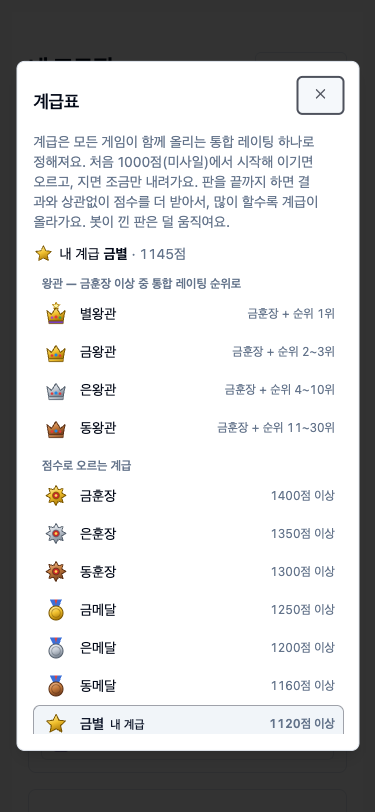 계급표
계급은 모든 게임이 함께 올리는 통합 레이팅 하나로
정해져요. 처음 1000점(미사일)에서 시작해 이기면
오르고, 지면 조금만 내려가요. 판을 끝까지 하면 결
과와 상관없이 점수를 더 받아서, 많이 할수록 계급이
올라가요. 봇이 낀 판은 덜 움직여요.
내 계급 금별 · 1145점
왕관 — 금훈장 이상 중 통합 레이팅 순위로
별왕관 금훈장 + 순위 1위
금왕관 금훈장 + 순위 2~3위
은왕관 금훈장 + 순위 4~10위
동왕관 금훈장 + 순위 11~30위
점수로 오르는 계급
금훈장 1400점 이상
은훈장 1350점 이상
동훈장 1300점 이상
금메달 1250점 이상
은메달 1200점 이상
동메달 1160점 이상
금별 내 계급 1120점 이상